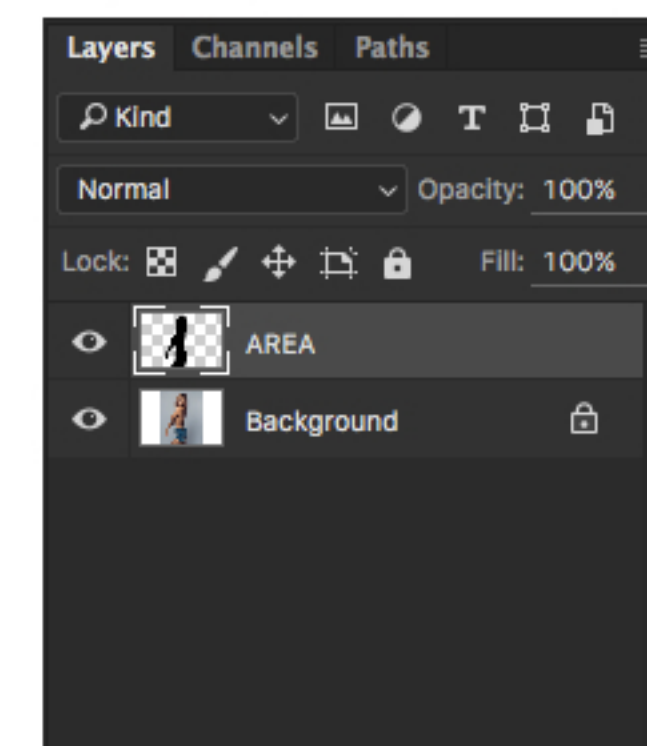 Layers Channels Paths
Kind
Normal Opacity: 100%
Lock: Fill: 100%
AREA
Background